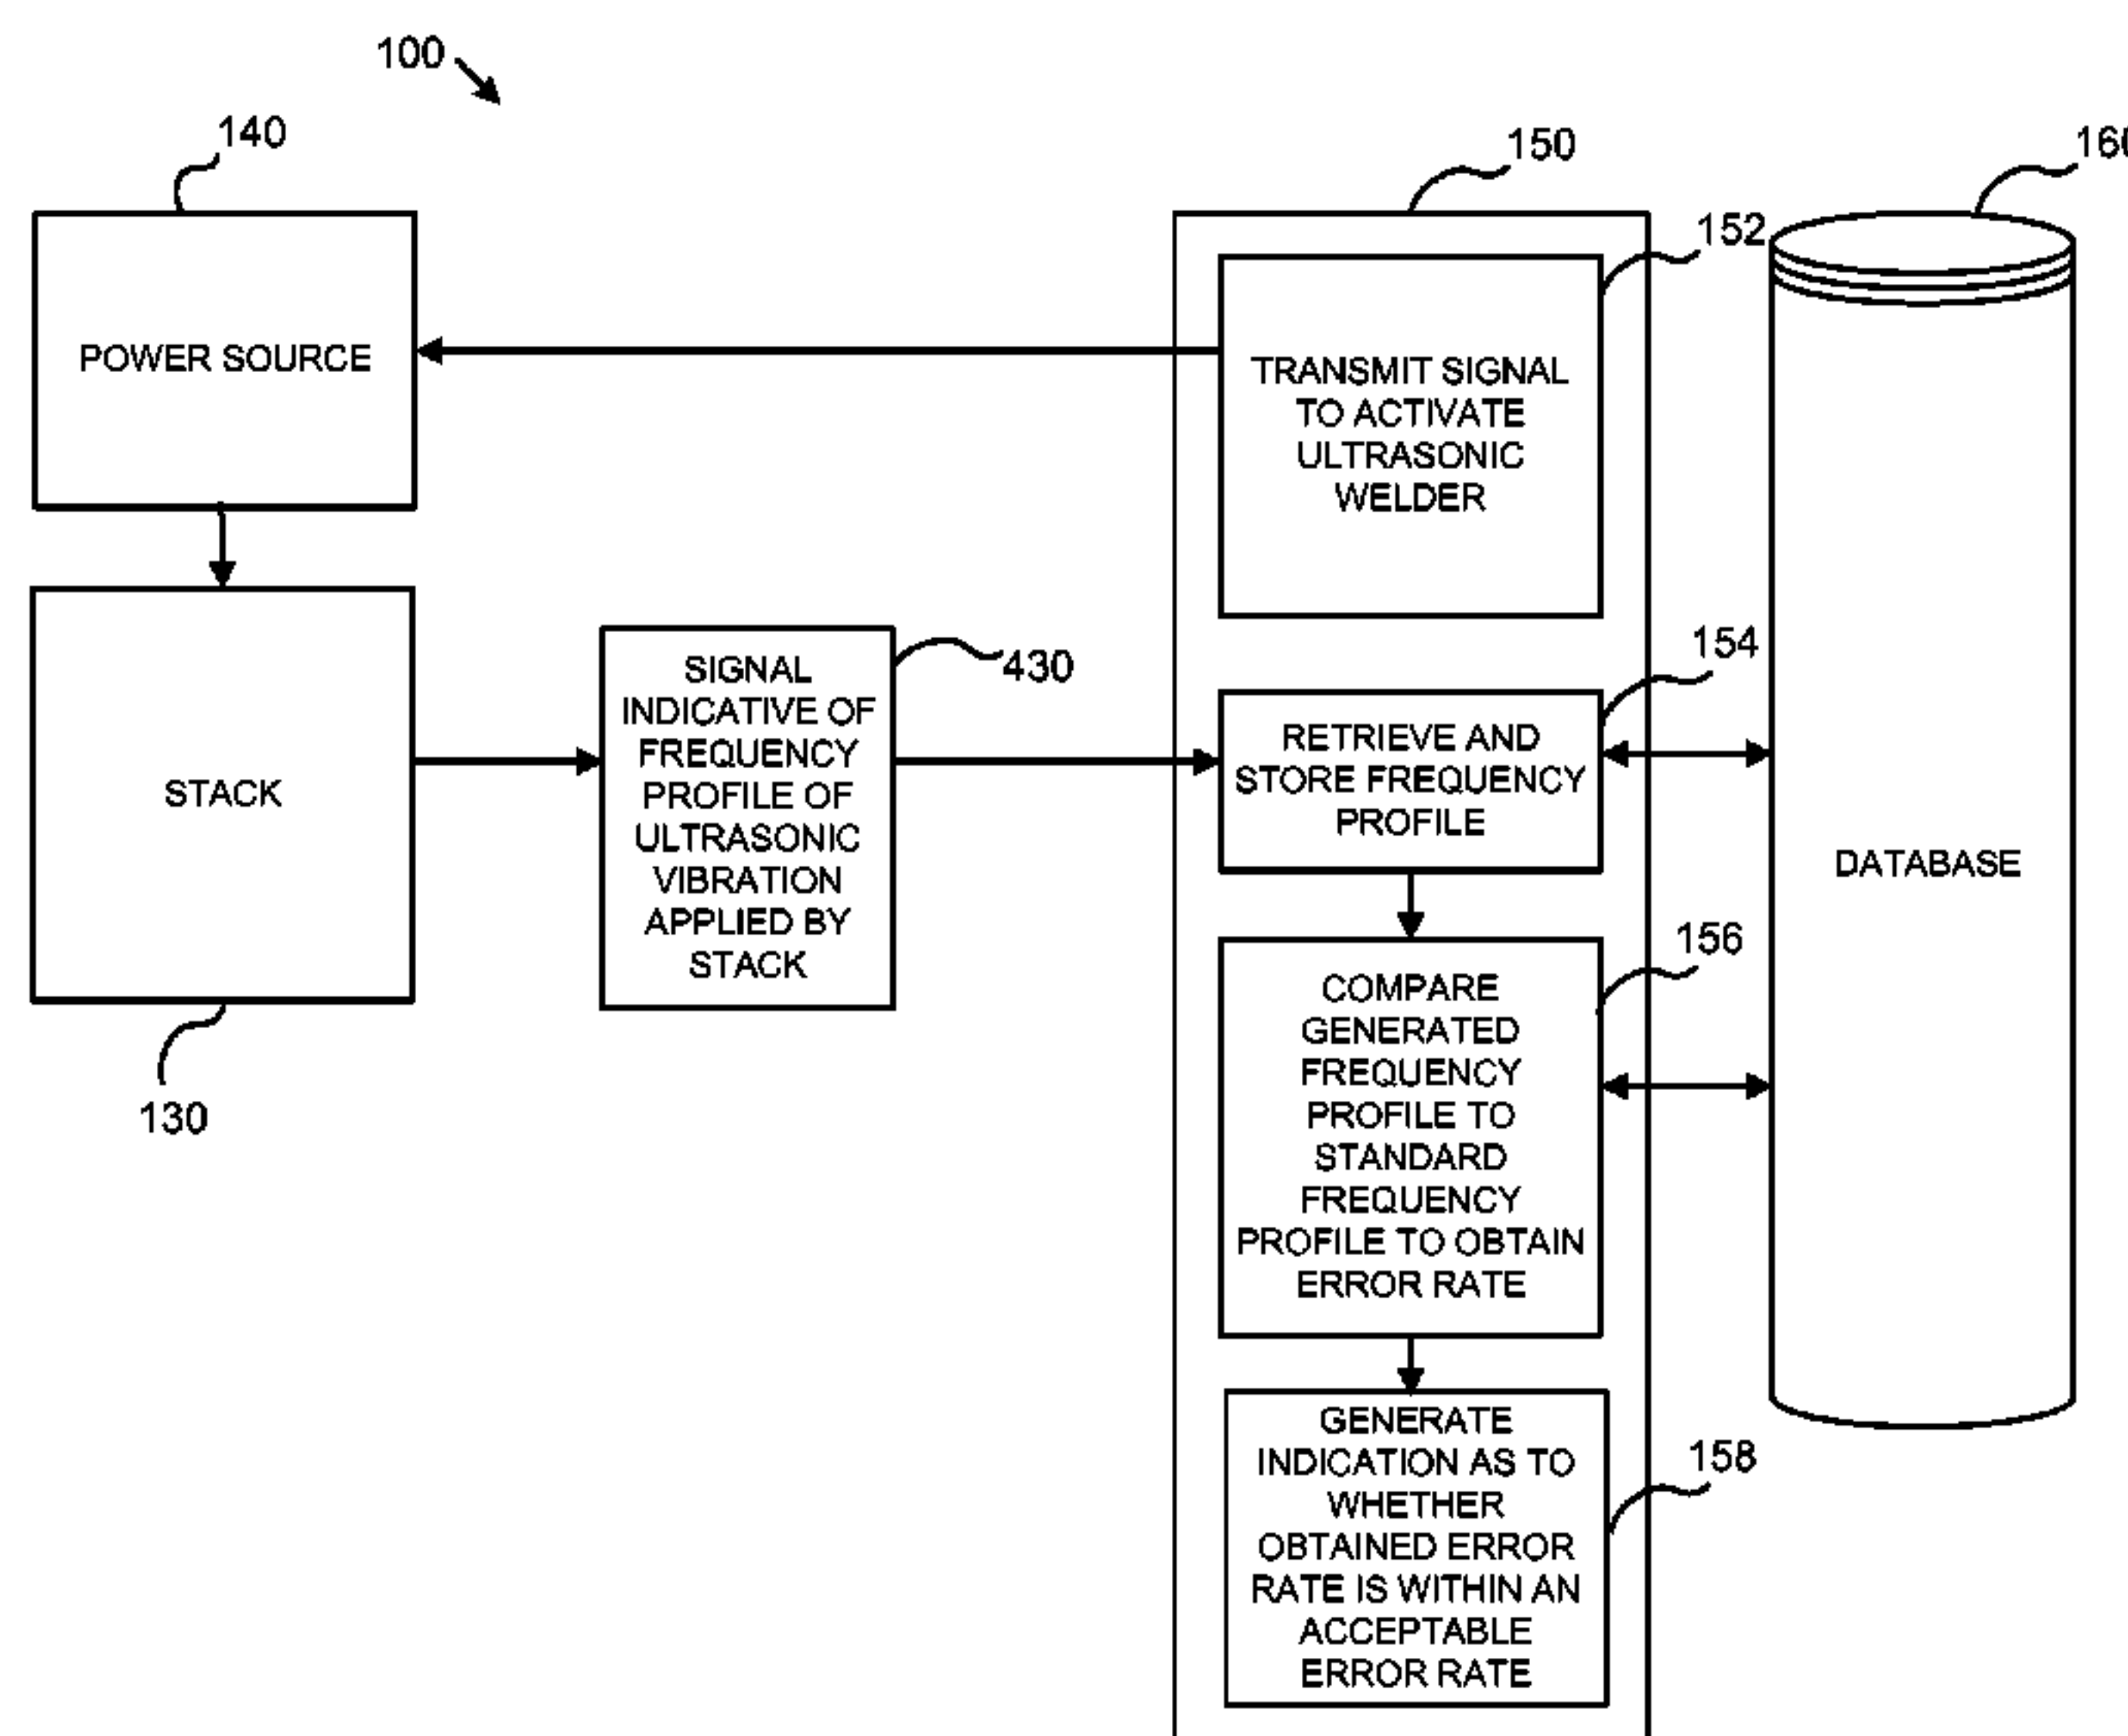 100
140
150
160
152
POWER SOURCE
TRANSMIT SIGNAL
TO ACTIVATE
ULTRASONIC
WELDER
154
430
SIGNAL
INDICATIVE OF
FREQUENCY
PROFILE OF
ULTRASONIC
VIBRATION
APPLIED BY
STACK
RETRIEVE AND
STORE FREQUENCY
PROFILE
STACK
DATABASE
156
130
COMPARE
GENERATED
FREQUENCY
PROFILE TO
STANDARD
FREQUENCY
PROFILE TO OBTAIN
ERROR RATE
158
GENERATE
INDICATION AS TO
WHETHER
OBTAINED ERROR
RATE IS WITHIN AN
ACCEPTABLE
ERROR RATE